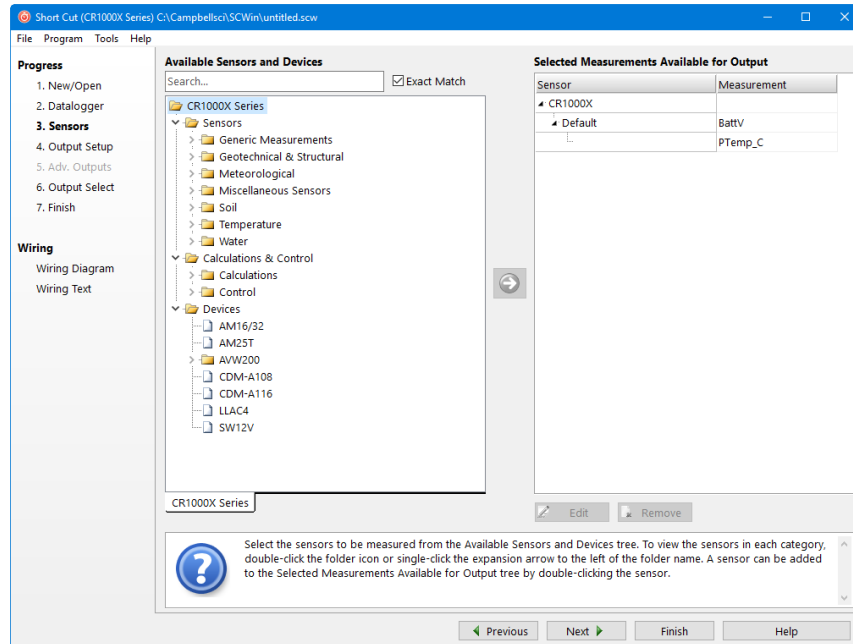 Short Cut (CR1000X Series) C:\Campbellsci\SCWin\untitled.scw
File Program Tools Help
Progress
1. New/Open
2. Datalogger
3. Sensors
4. Output Setup
5. Adv. Outputs
6. Output Select
7. Finish
Wiring
Wiring Diagram
Wiring Text
Available Sensors and Devices
Search...
Exact Match
CR1000X Series
Sensors
Generic Measurements
Geotechnical & Structural
Meteorological
Miscellaneous Sensors
Soil
Temperature
Water
Calculations & Control
Calculations
Control
Devices
AM16/32
AM25T
AVW200
CDM-A108
CDM-A116
LLAC4
SW12V
CR1000X Series
Selected Measurements Available for Output
Sensor Measurement
CR1000X
Default BattV
PTemp_C
Edit Remove
Select the sensors to be measured from the Available Sensors and Devices tree. To view the sensors in each category,
double-click the folder icon or single-click the expansion arrow to the left of the folder name. A sensor can be added
to the Selected Measurements Available for Output tree by double-clicking the sensor.
Previous Next Finish Help